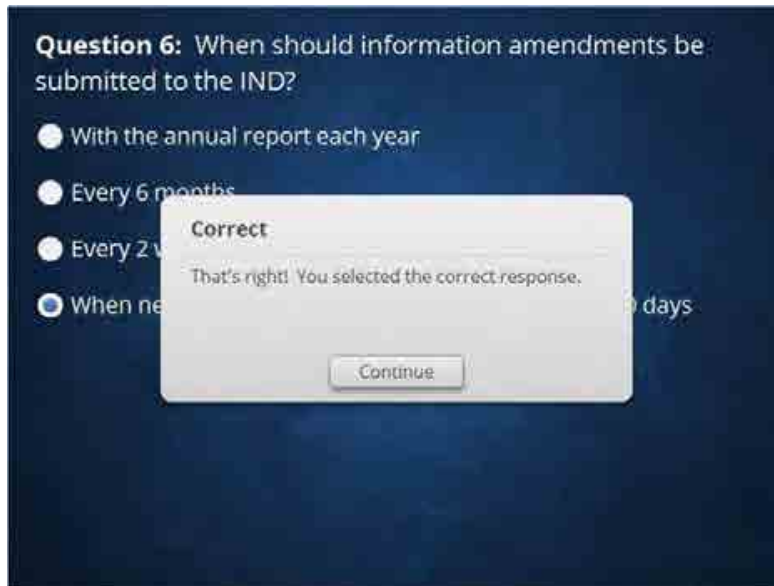 Question 6: When should information amendments be
submitted to the IND?
With the annual report each year
Every 6 months
Every 2
Correct
That's right! You selected the correct response.
When
days
Continue